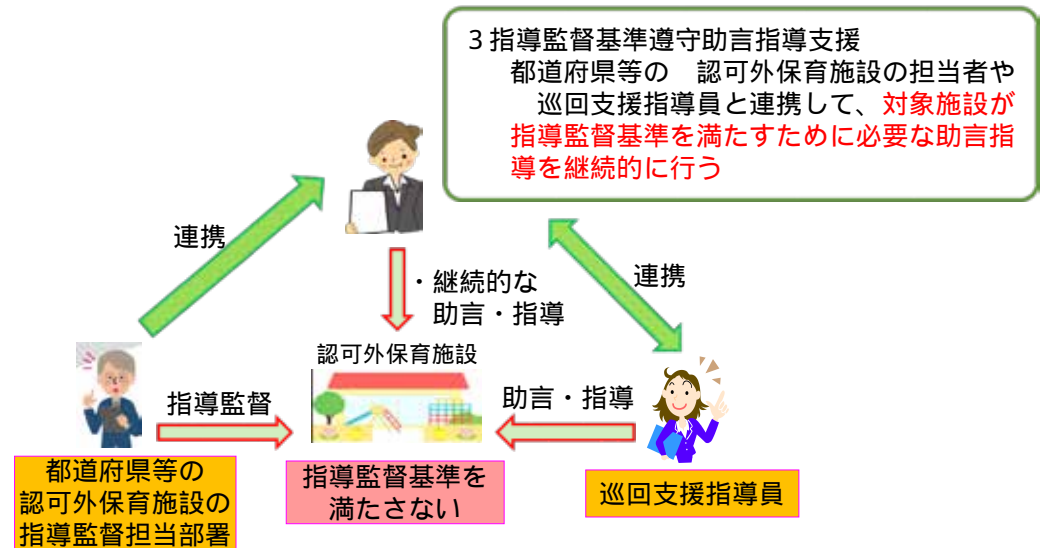 ３指導監督基準遵守助言指導支援
都道府県等の　認可外保育施設の担当者や
巡回支援指導員と連携して、対象施設が
指導監督基準を満たすために必要な助言指
導を継続的に行う
連携
・継続的な
助言・指導
連携
認可外保育施設
指導監督
助言・指導
都道府県等の
認可外保育施設の
指導監督担当部署
指導監督基準を
満たさない
巡回支援指導員